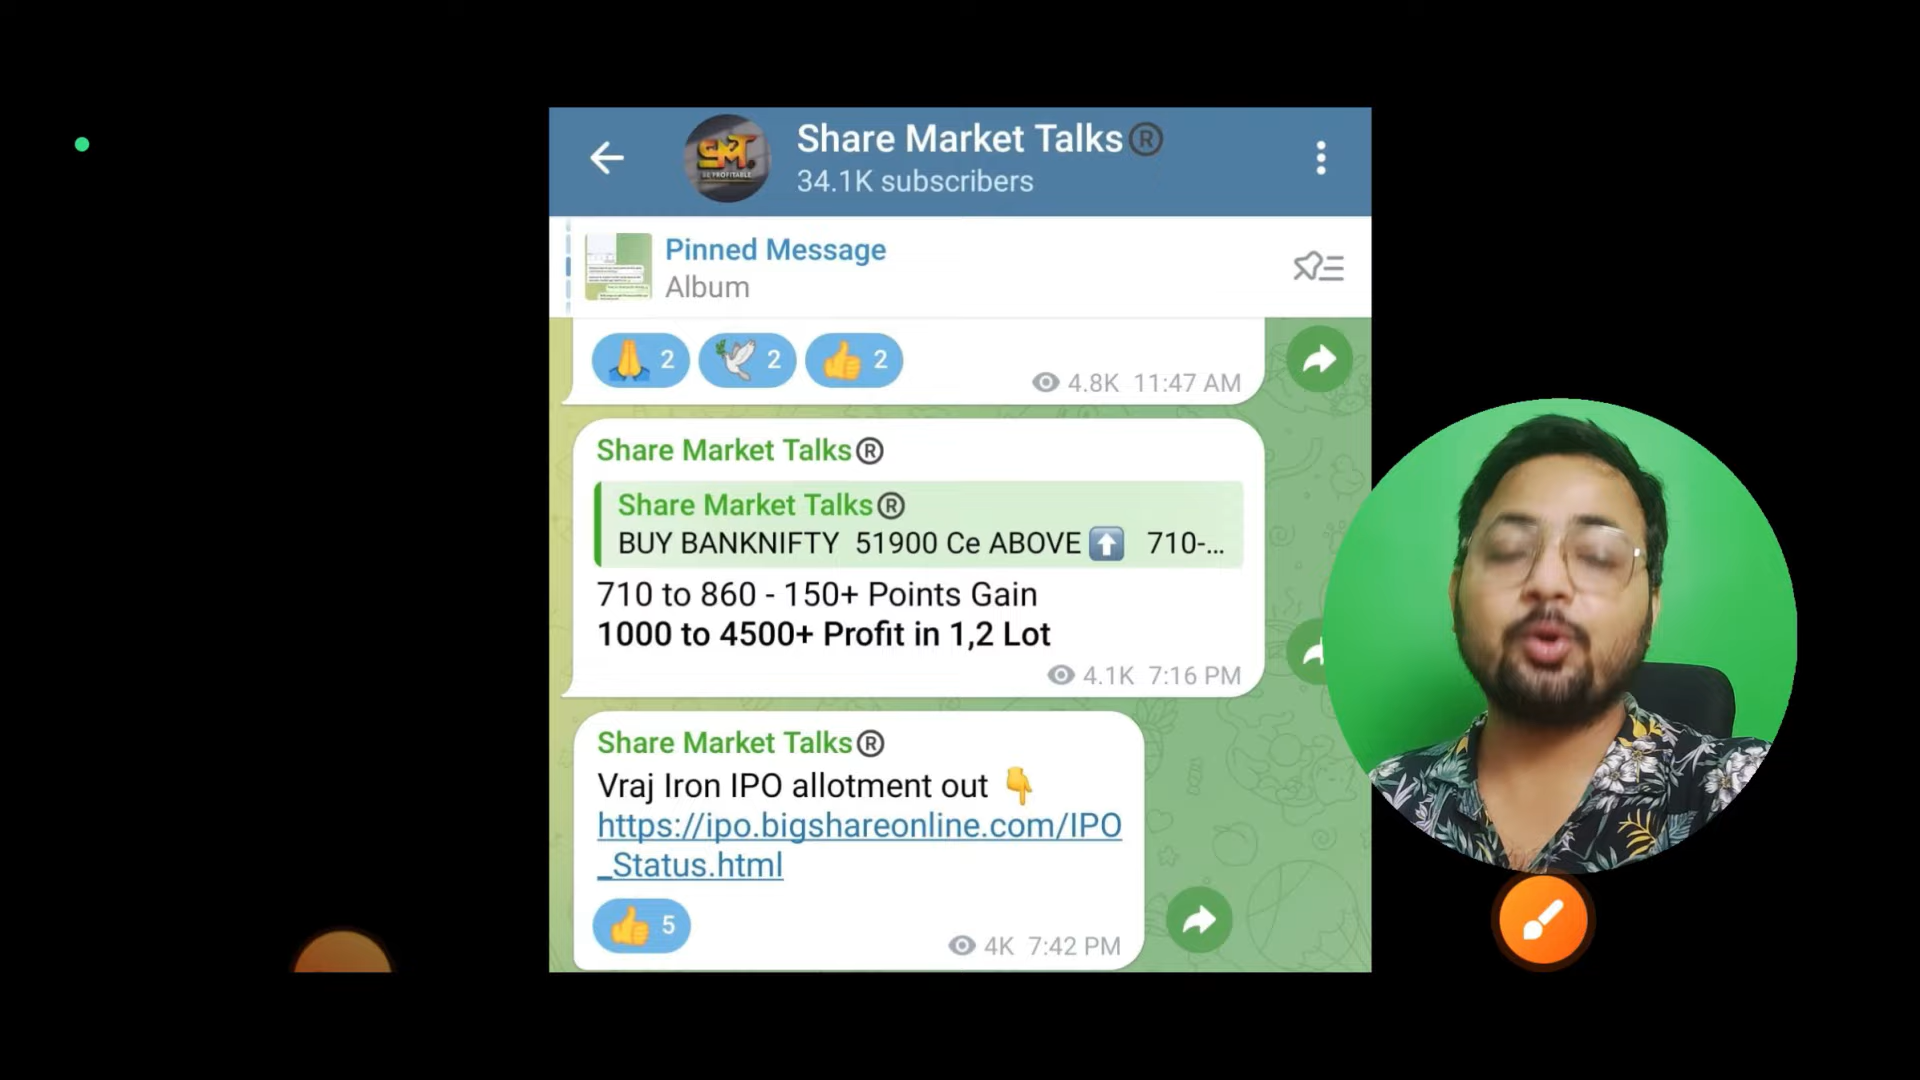 SMT.
BE PROFITABLE
Share Market Talks®
34.1K subscribers
Pinned Message
Album
2 2 2
4.8K 11:47 AM
Share Market Talks®
Share Market Talks®
BUY BANKNIFTY 51900 Ce ABOVE ⬆ 710-...
710 to 860 - 150+ Points Gain
1000 to 4500+ Profit in 1,2 Lot
4.1K 7:16 PM
Share Market Talks®
Vraj Iron IPO allotment out 👇
https://ipo.bigshareonline.com/IPO
_Status.html
5
4K 7:42 PM